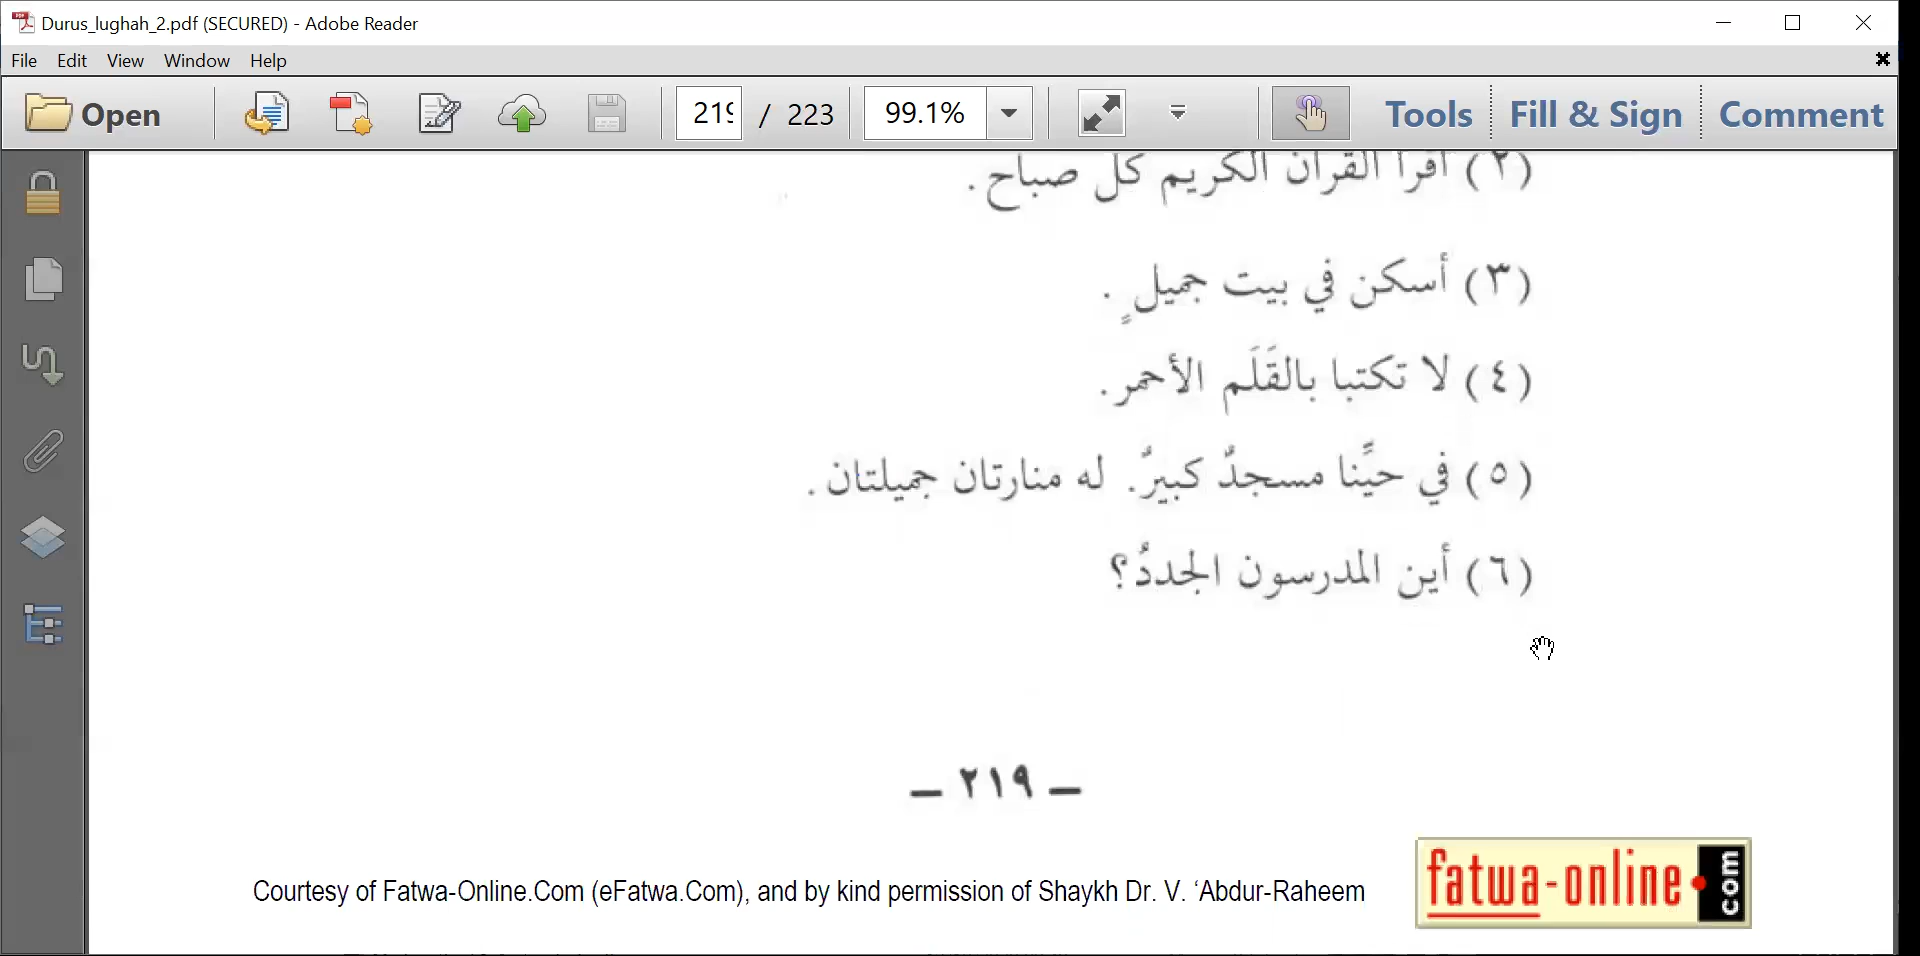 Durus_lughah_2.pdf (SECURED) - Adobe Reader
File Edit View Window Help
Open 219 / 223 99.1% Tools Fill & Sign Comment
(٢) أقرأ القرآن الكريم كل صباح .
(٣) أسكن في بيت جميلٍ .
(٤) لا تكتبا بالقَلَم الأحمر .
(٥) في حيِّنا مسجدٌ كبيرٌ. له منارتان جميلتان .
(٦) أين المدرسون الجددُ؟
– ٢١٩ –
Courtesy of Fatwa-Online.Com (eFatwa.Com), and by kind permission of Shaykh Dr. V. ‘Abdur-Raheem
fatwa-online.com